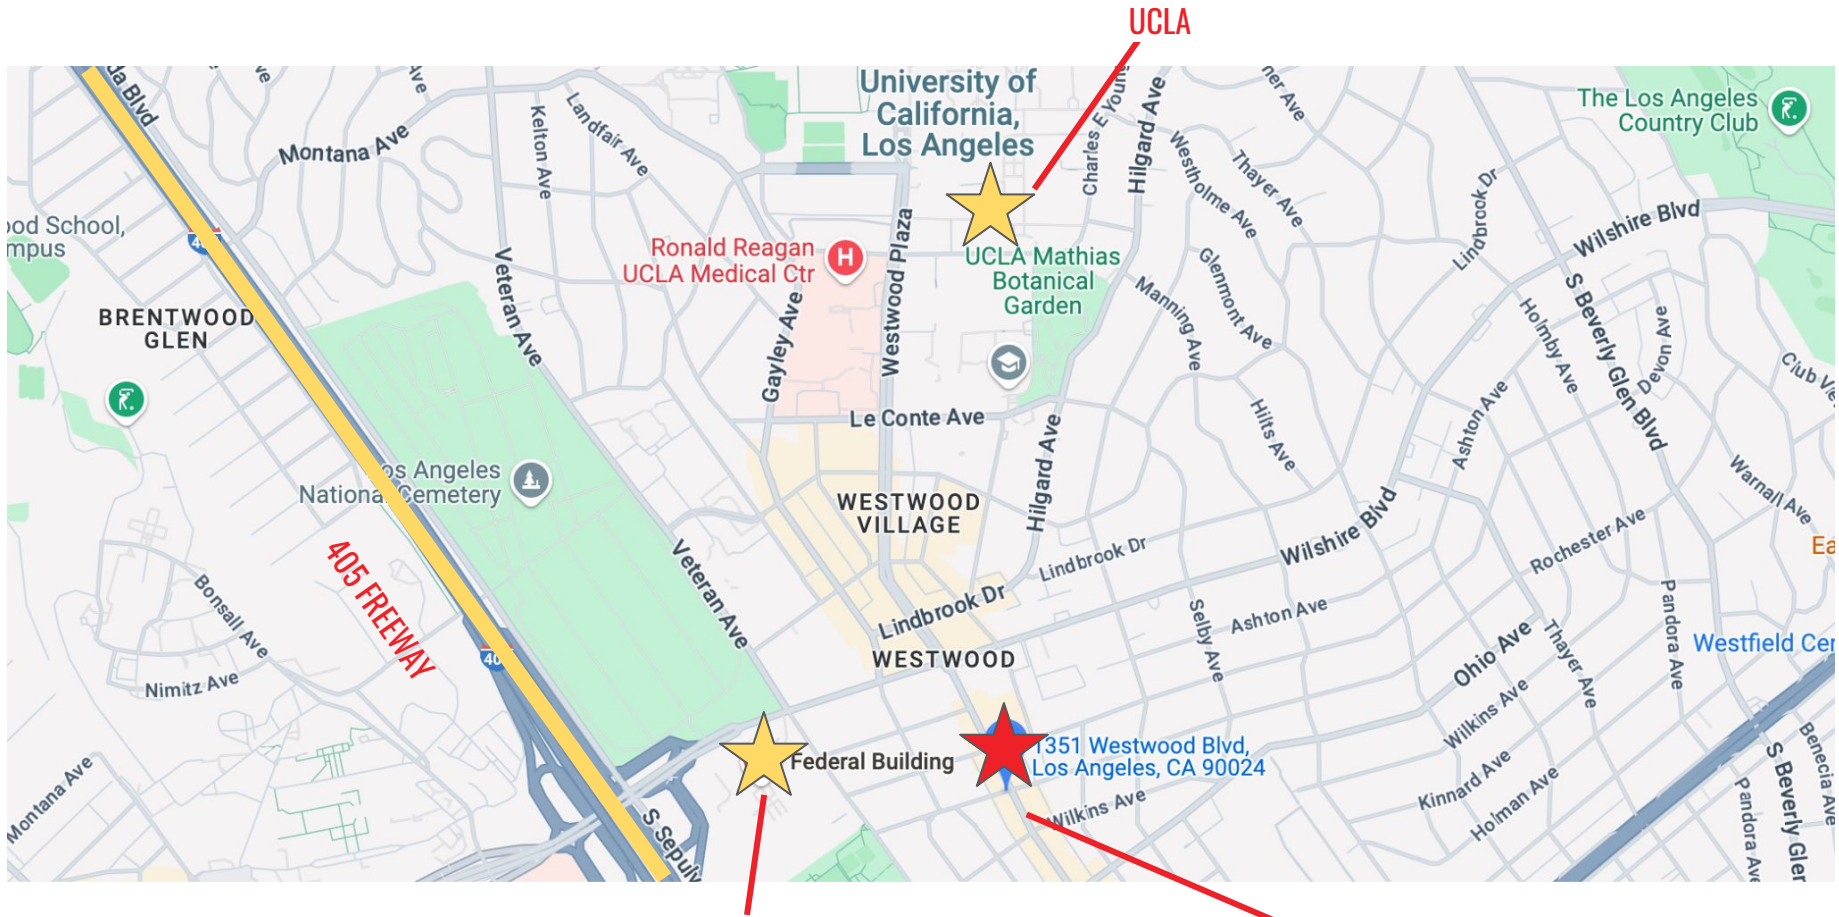 UCLA
University of
California,
Los Angeles
The Los Angeles
Country Club
Montana Ave
Kelton Ave
Landfair Ave
Charles E Young
Hilgard Ave
Westholme Ave
Thayer Ave
Lindbrook Dr
Wilshire Blvd
Ave
Ave
Blvd
School,
Ronald Reagan
UCLA Medical Ctr
H
Westwood Plaza
UCLA Mathias
Botanical
Garden
Veteran Ave
Gayley Ave
Manning Ave
Glenmont Ave
S Beverly Glen Blvd
Holmby Ave
Devon Ave
Club
BRENTWOOD
GLEN
Le Conte Ave
Hilgard Ave
Hilts Ave
Ashton Ave
Los Angeles
National Cemetery
WESTWOOD
VILLAGE
Warnall Ave
Wilshire Blvd
Rochester Ave
405 FREEWAY
Veteran Ave
Lindbrook Dr
Lindbrook Dr
Bonsall Ave
Selby Ave
Ashton Ave
Ohio Ave
Thayer Ave
Pandora Ave
WESTWOOD
Westfield
40
Nimitz Ave
Wilkins Ave
Federal Building
1351 Westwood Blvd,
Los Angeles, CA 90024
Montana Ave
Wilkins Ave
Kinnard Ave
Holman Ave
S Beverly Glen
Benecia Ave
Pandora Ave
S